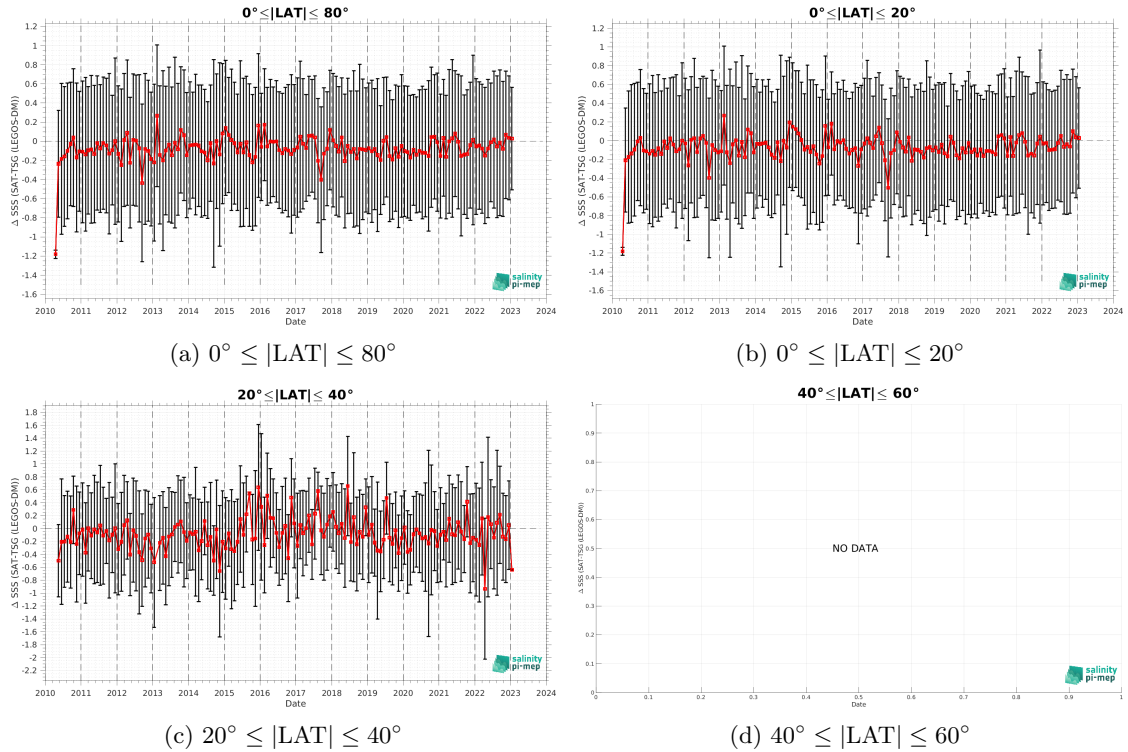 0°≤|LAT|≤ 80°
Δ SSS (SAT-TSG (LEGOS-DM))
1.2
1
0.8
0.6
0.4
0.2
0
-0.2
-0.4
-0.6
-0.8
-1
-1.2
-1.4
-1.6
2010 2011 2012 2013 2014 2015 2016 2017 2018 2019 2020 2021 2022 2023 2024
Date
salinity
pi-mep
(a) 0° ≤ |LAT| ≤ 80°
0°≤|LAT|≤ 20°
Δ SSS (SAT-TSG (LEGOS-DM))
1.2
1
0.8
0.6
0.4
0.2
0
-0.2
-0.4
-0.6
-0.8
-1
-1.2
-1.4
-1.6
2010 2011 2012 2013 2014 2015 2016 2017 2018 2019 2020 2021 2022 2023 2024
Date
salinity
pi-mep
(b) 0° ≤ |LAT| ≤ 20°
20°≤|LAT|≤ 40°
Δ SSS (SAT-TSG (LEGOS-DM))
1.8
1.6
1.4
1.2
1
0.8
0.6
0.4
0.2
0
-0.2
-0.4
-0.6
-0.8
-1
-1.2
-1.4
-1.6
-1.8
-2
-2.2
2010 2011 2012 2013 2014 2015 2016 2017 2018 2019 2020 2021 2022 2023 2024
Date
salinity
pi-mep
(c) 20° ≤ |LAT| ≤ 40°
40°≤|LAT|≤ 60°
Δ SSS (SAT-TSG (LEGOS-DM))
1
0.9
0.8
0.7
0.6
0.5
0.4
0.3
0.2
0.1
0
NO DATA
0 0.1 0.2 0.3 0.4 0.5 0.6 0.7 0.8 0.9 1
Date
salinity
pi-mep
(d) 40° ≤ |LAT| ≤ 60°